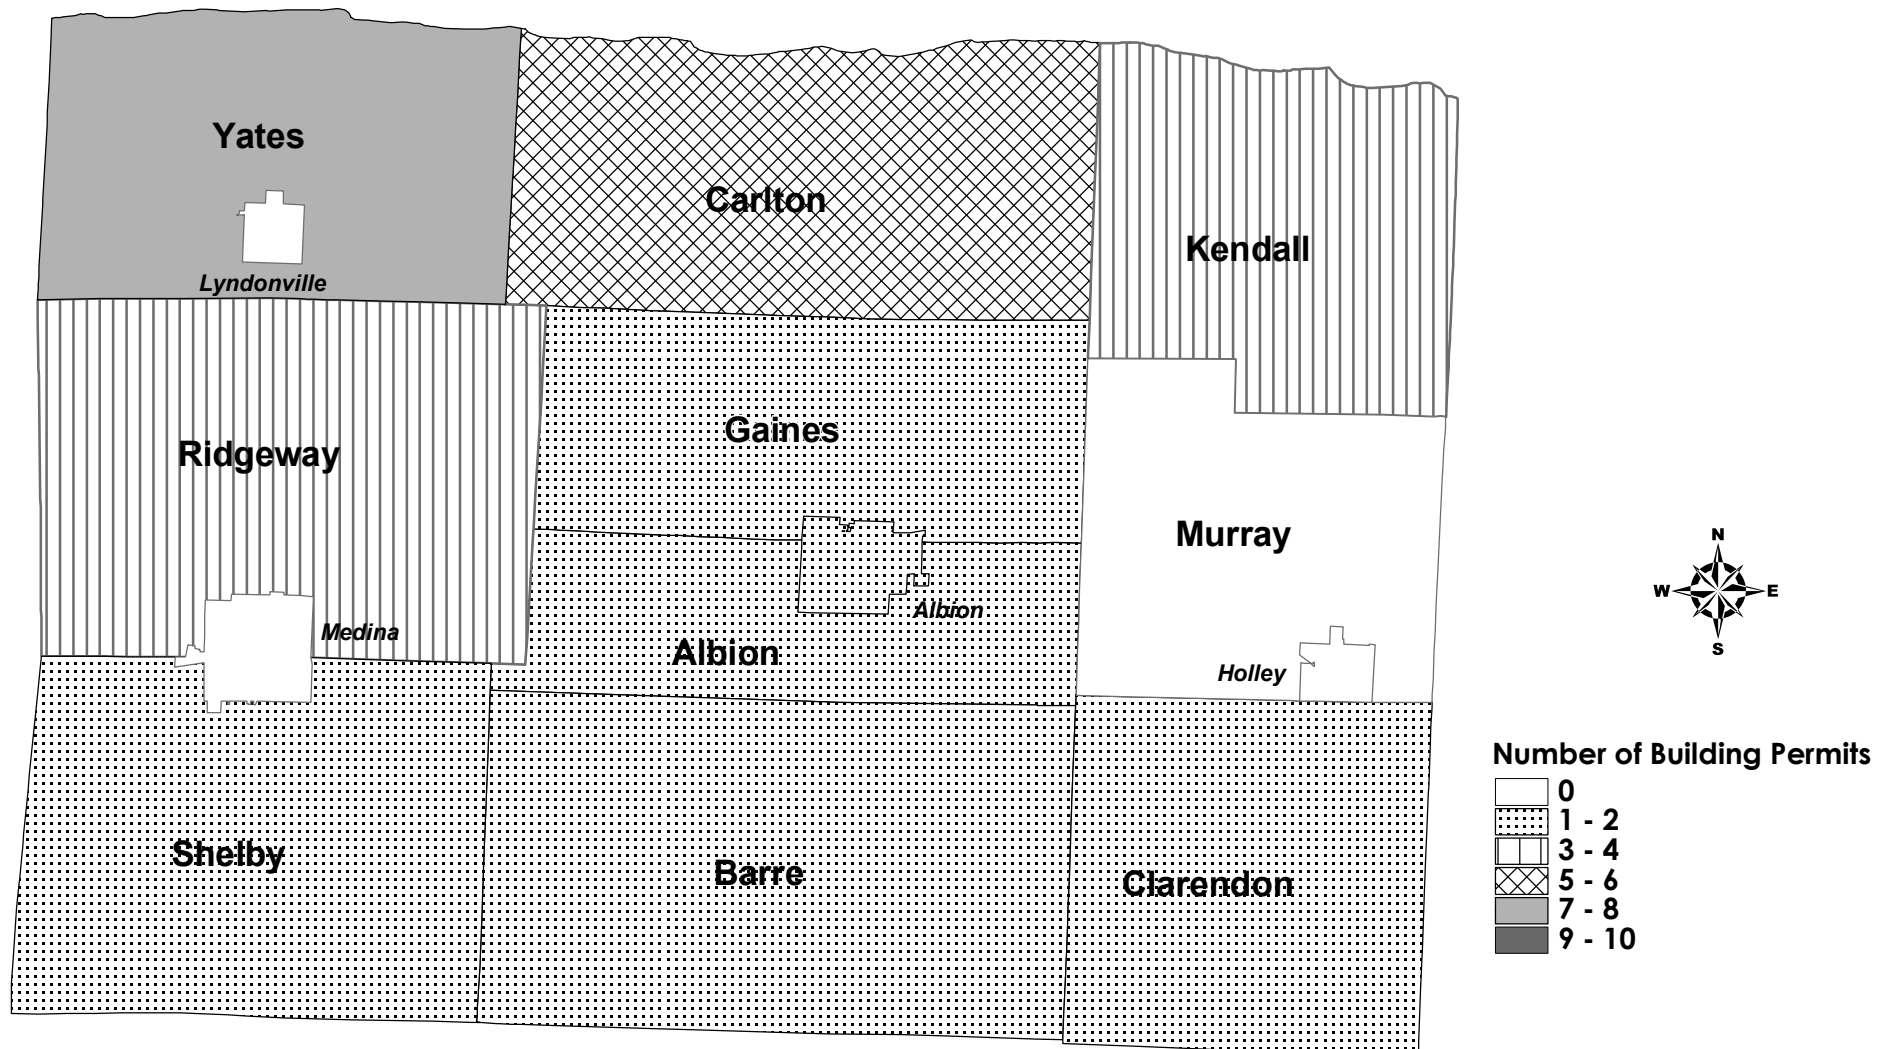 Yates
Carlton
Kendall
Lyndonville
Gaines
Ridgeway
Murray
Albion
Medina
Albion
Holley
Shelby
Barre
Clarendon
N
W E
S
Number of Building Permits
0
1 - 2
3 - 4
5 - 6
7 - 8
9 - 10